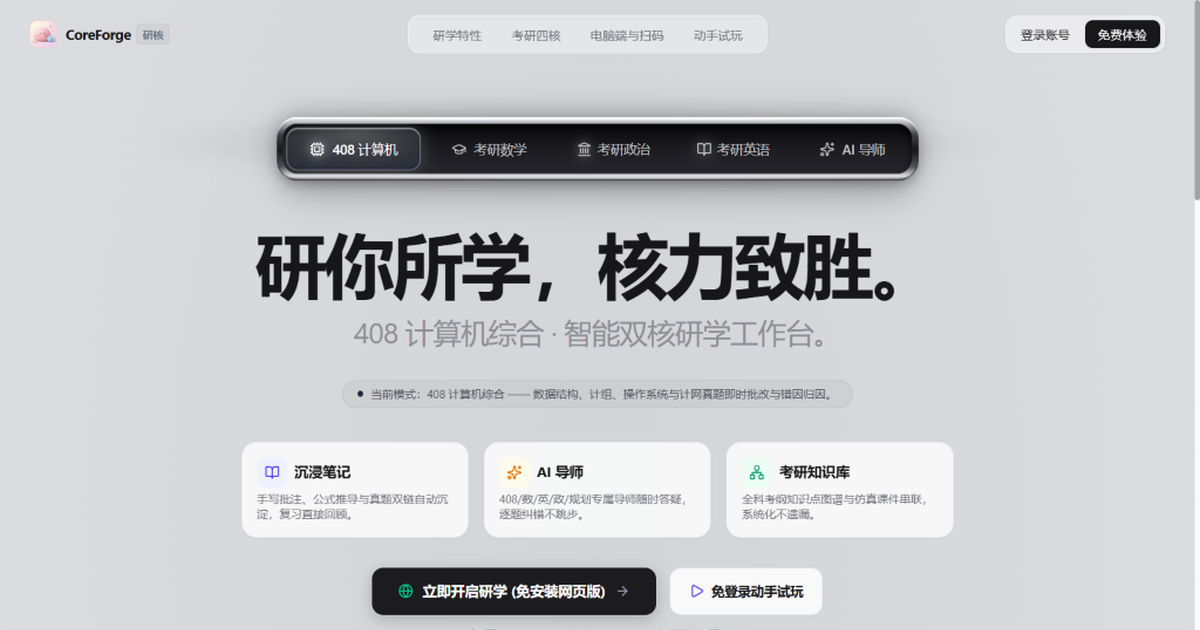 CoreForge 研核
研学特性 考研四核 电脑端与扫码 动手试玩
登录账号 免费体验
408 计算机 考研数学 考研政治 考研英语 AI 导师
研你所学，核力致胜。
408 计算机综合 · 智能双核研学工作台。
当前模式：408 计算机综合 —— 数据结构、计组、操作系统与计网真题即时批改与错因归因。
沉浸笔记
手写批注、公式推导与真题双链自动沉
淀，复习直接回顾。
AI 导师
408/数/英/政/规划专属导师随时答疑，
逐题纠错不跳步。
考研知识库
全科考纲知识点图谱与仿真课件串联，
系统化不遗漏。
立即开启研学 (免安装网页版) → 免登录动手试玩